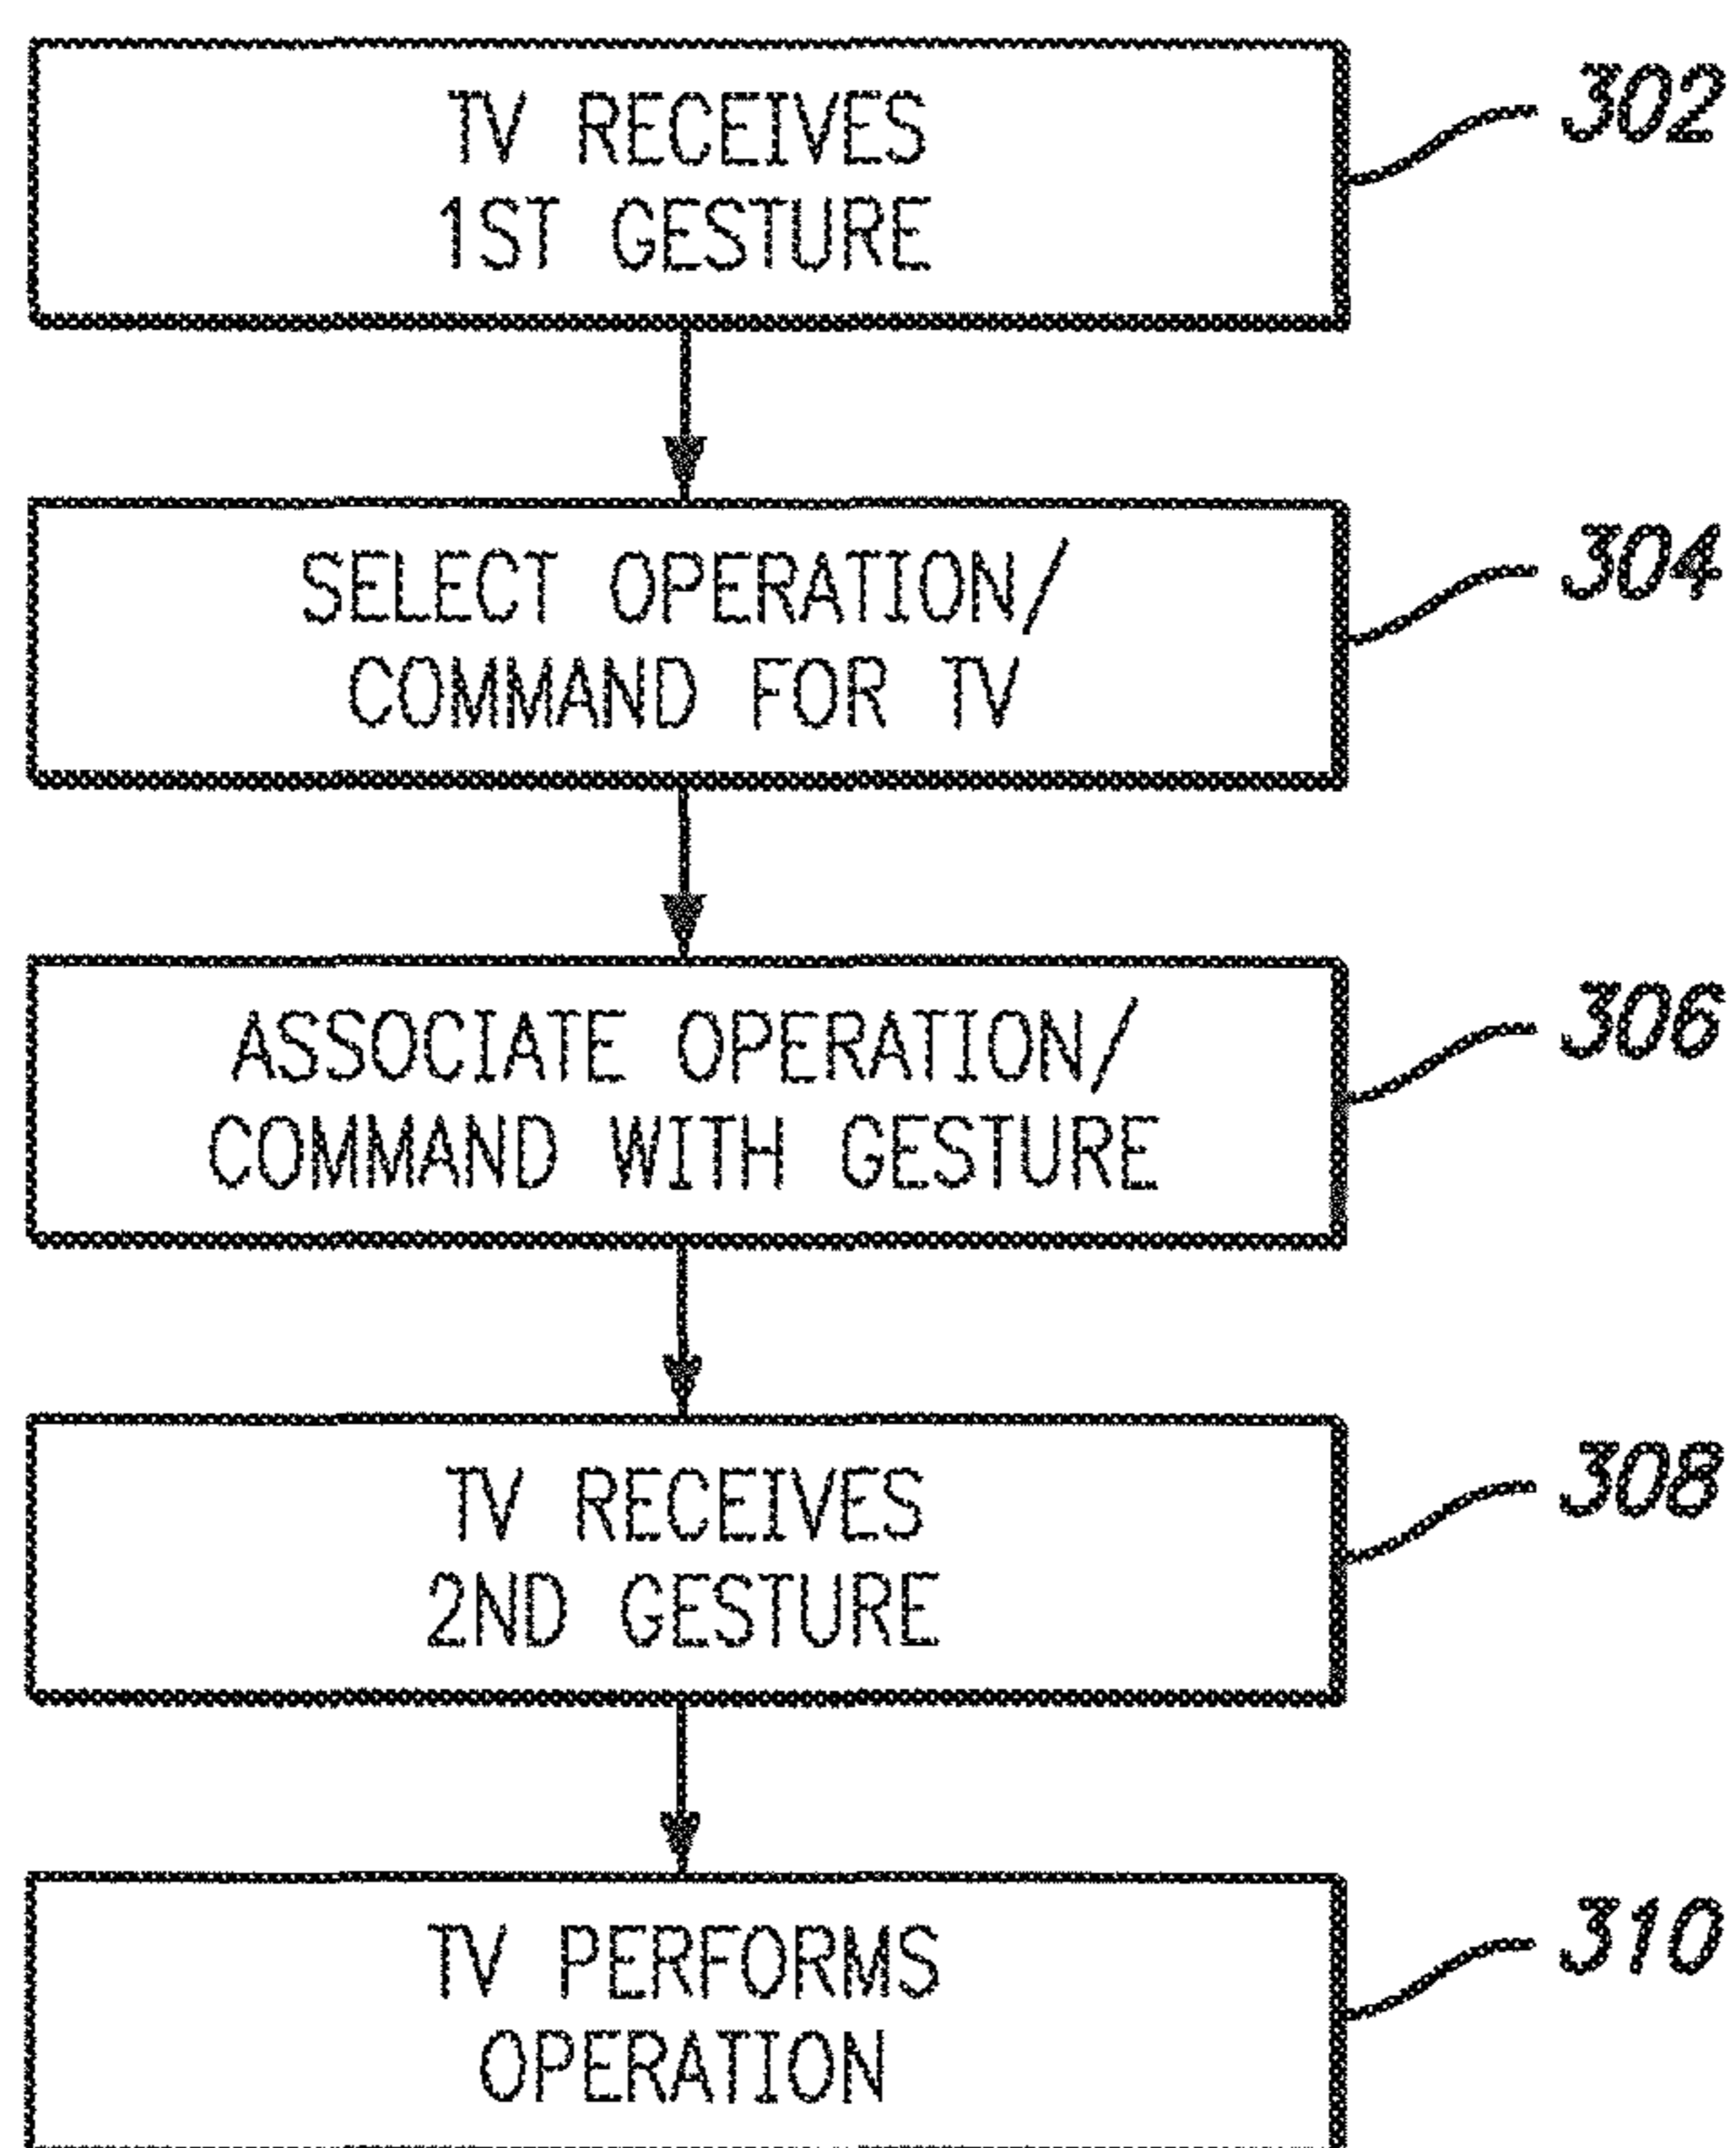 TV RECEIVES
1ST GESTURE
302
SELECT OPERATION/
COMMAND FOR TV
304
ASSOCIATE OPERATION/
COMMAND WITH GESTURE
306
TV RECEIVES
2ND GESTURE
308
TV PERFORMS
OPERATION
310